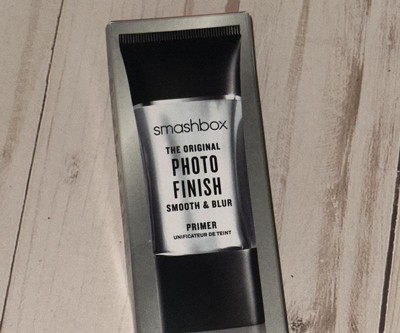 smashbox
THE ORIGINAL
PHOTO
FINISH
SMOOTH & BLUR
PRIMER
UNIFICATEUR DE TEINT